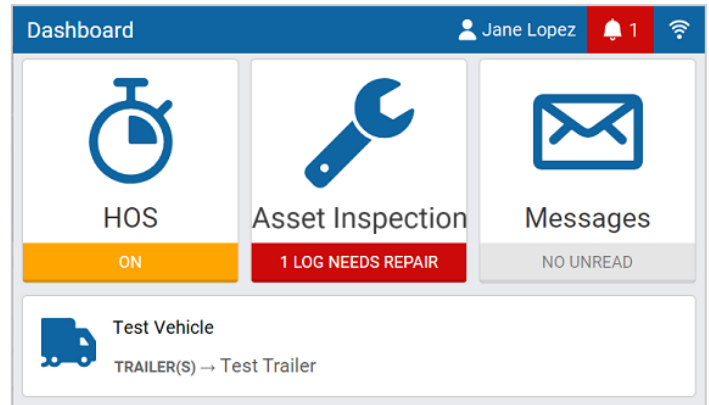 Dashboard
Jane Lopez
1
HOS
ON
Asset Inspection
1 LOG NEEDS REPAIR
Messages
NO UNREAD
Test Vehicle
TRAILER(S) → Test Trailer